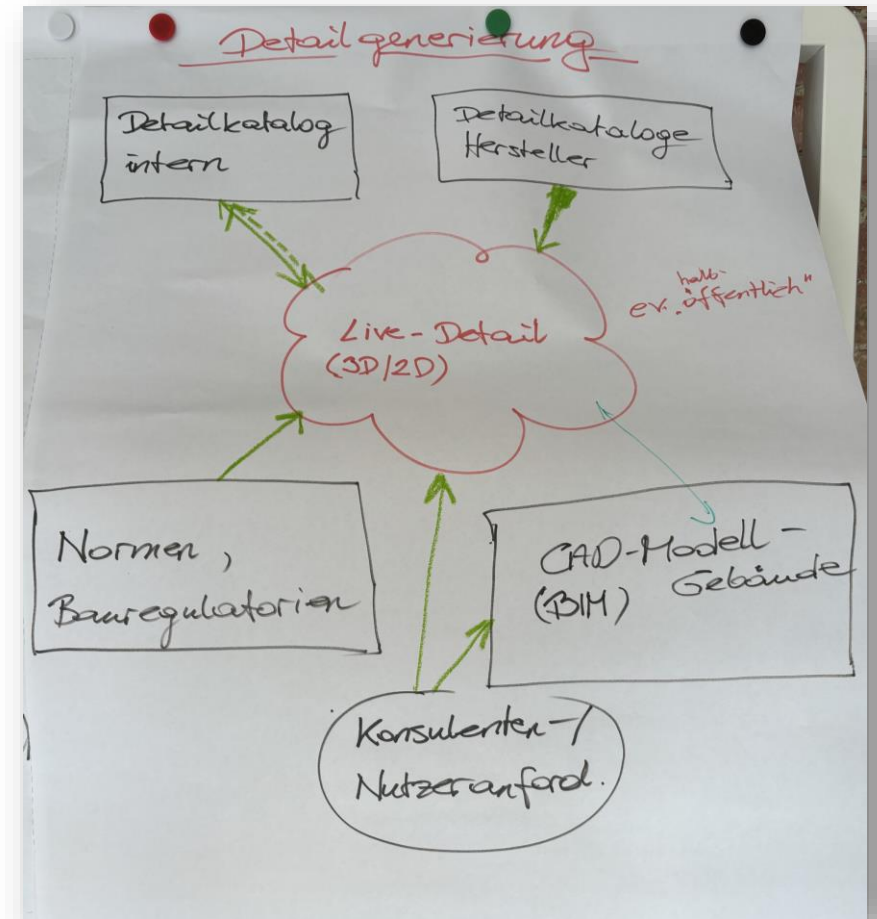 Detailgenerierung
Detailkatalog
intern
Detailkataloge
Hersteller
halb-
ev. „öffentlich"
Live-Detail
(3D/2D)
Normen,
Bauregulatorien
CAD-Modell-
Gebäude
(BIM)
Konsulenten-/
Nutzeranford.